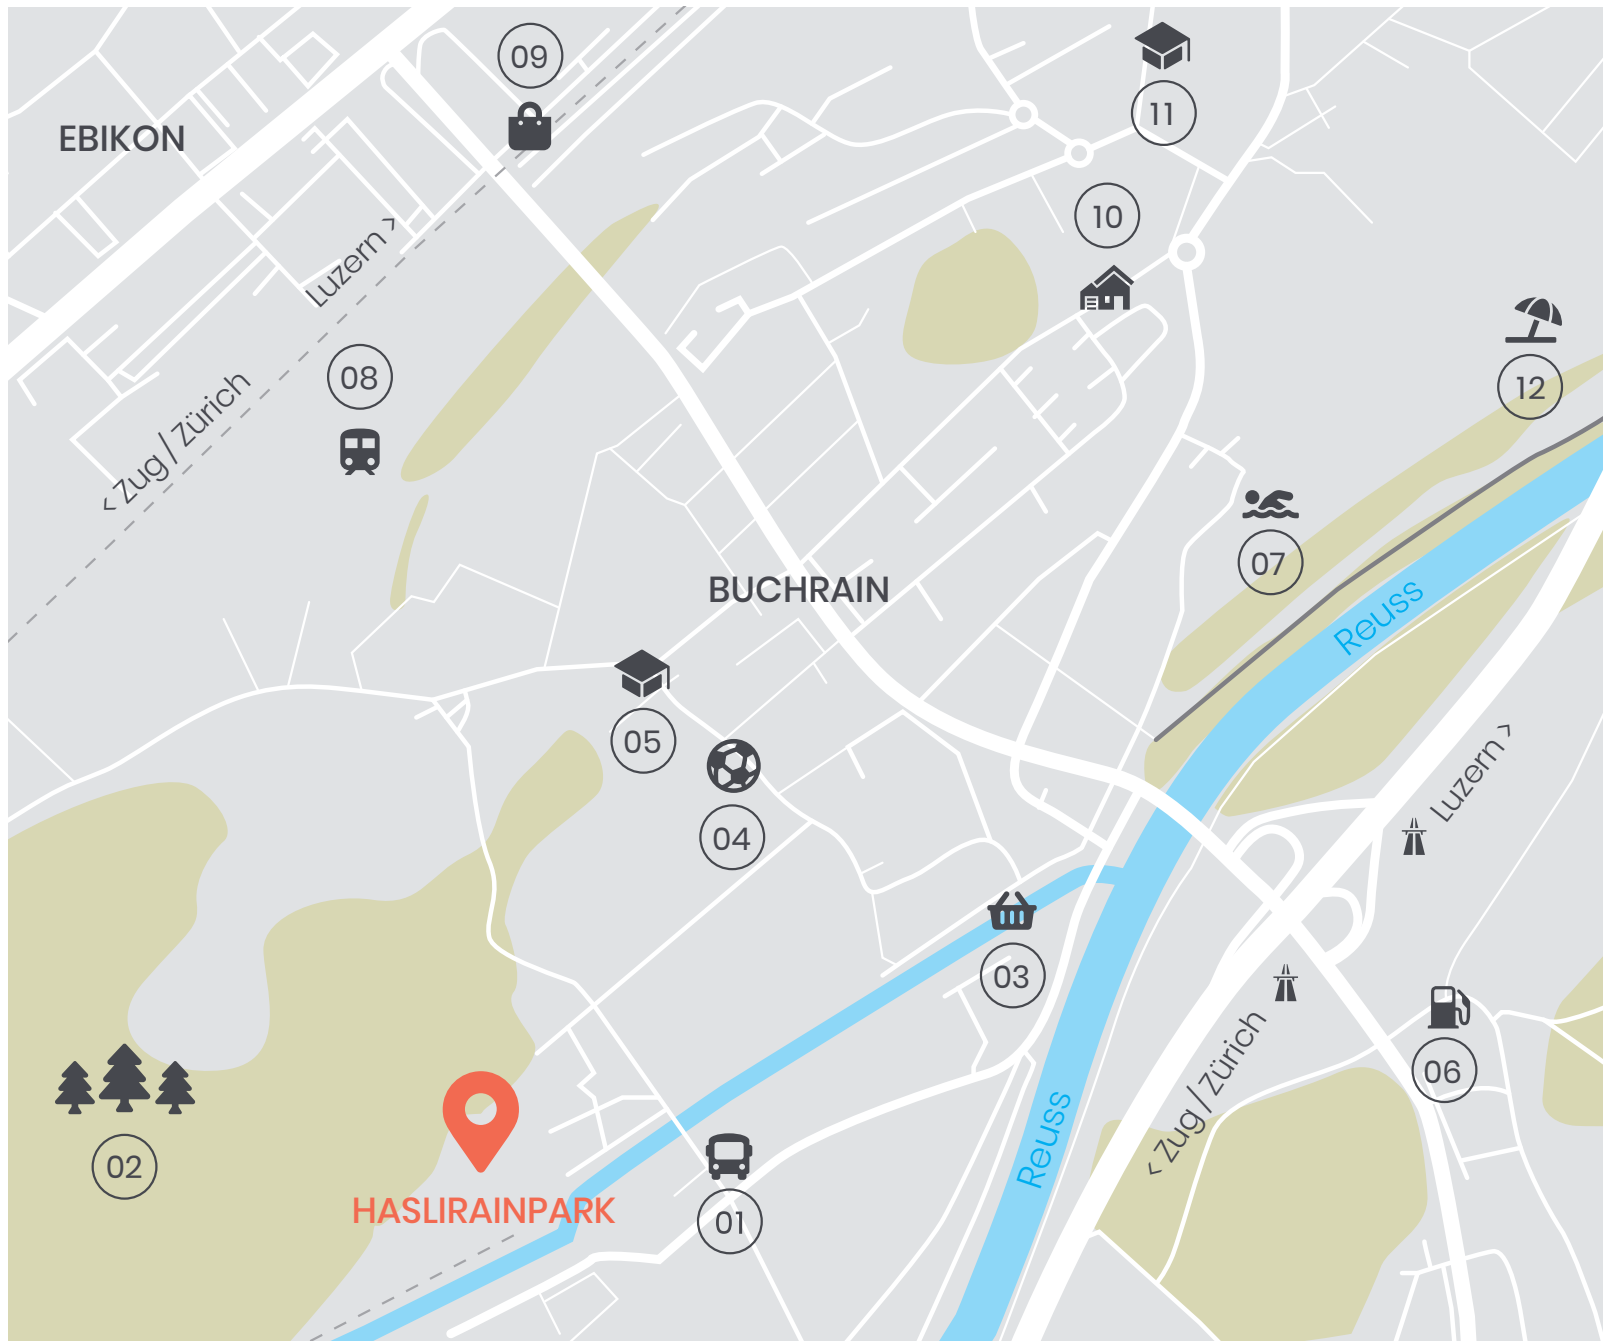 09
11
EBIKON
10
Luzern >
12
08
< Zug / Zürich
07
BUCHRAIN
Reuss
05
Luzern >
04
03
06
< Zug / Zürich
Reuss
02
HASLIRAINPARK
01